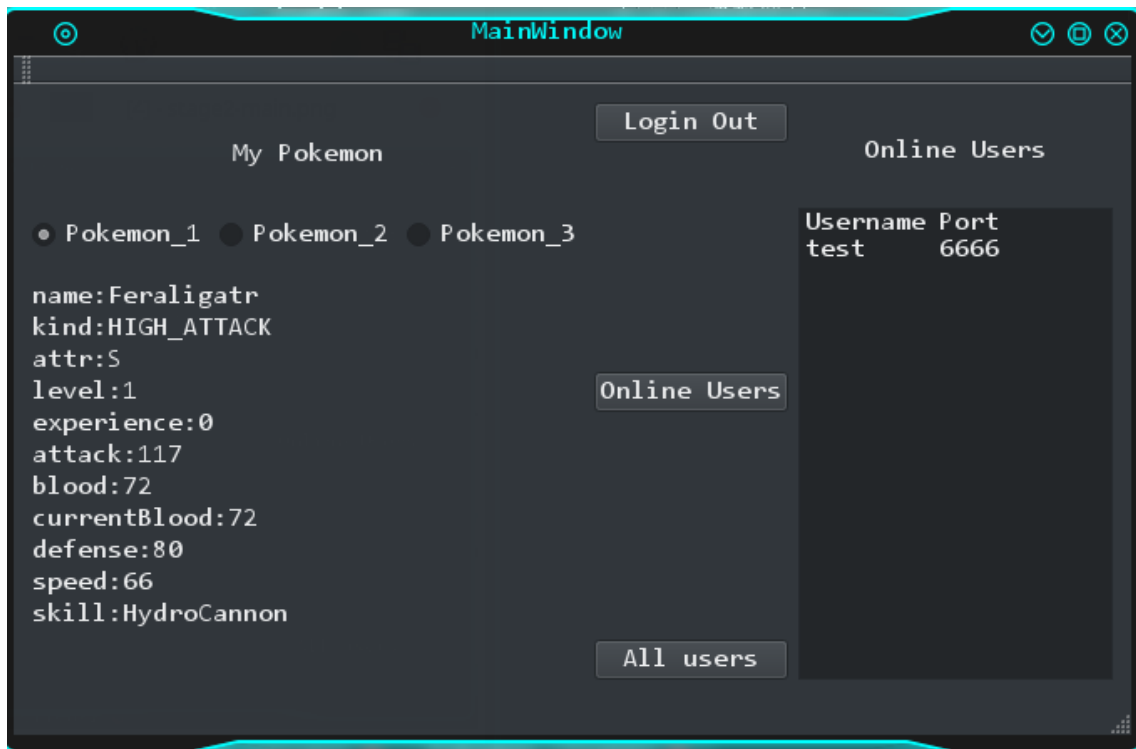 MainWindow
Login Out
My Pokemon
Online Users
Pokemon_1 Pokemon_2 Pokemon_3
Username Port
test 6666
name:Feraligatr
kind:HIGH_ATTACK
attr:S
level:1
experience:0
attack:117
blood:72
currentBlood:72
defense:80
speed:66
skill:HydroCannon
Online Users
All users